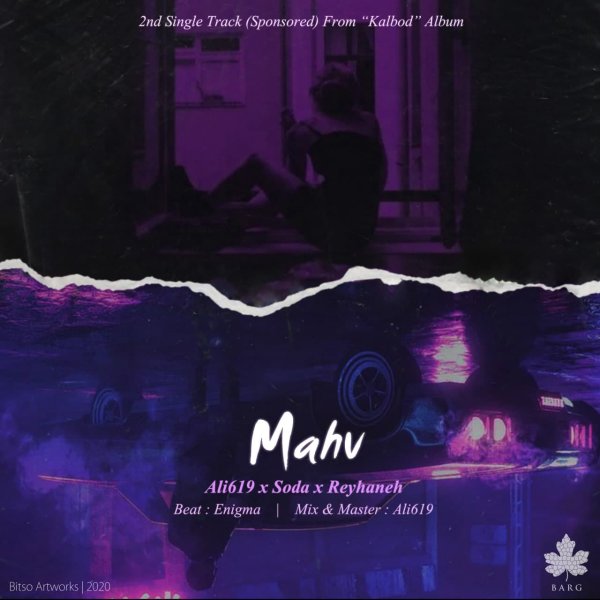 2nd Single Track (Sponsored) From “Kalbod” Album
Mahv
Ali619 x Soda x Reyhaneh
Beat : Enigma | Mix & Master : Ali619
Bitso Artworks | 2020
BARG